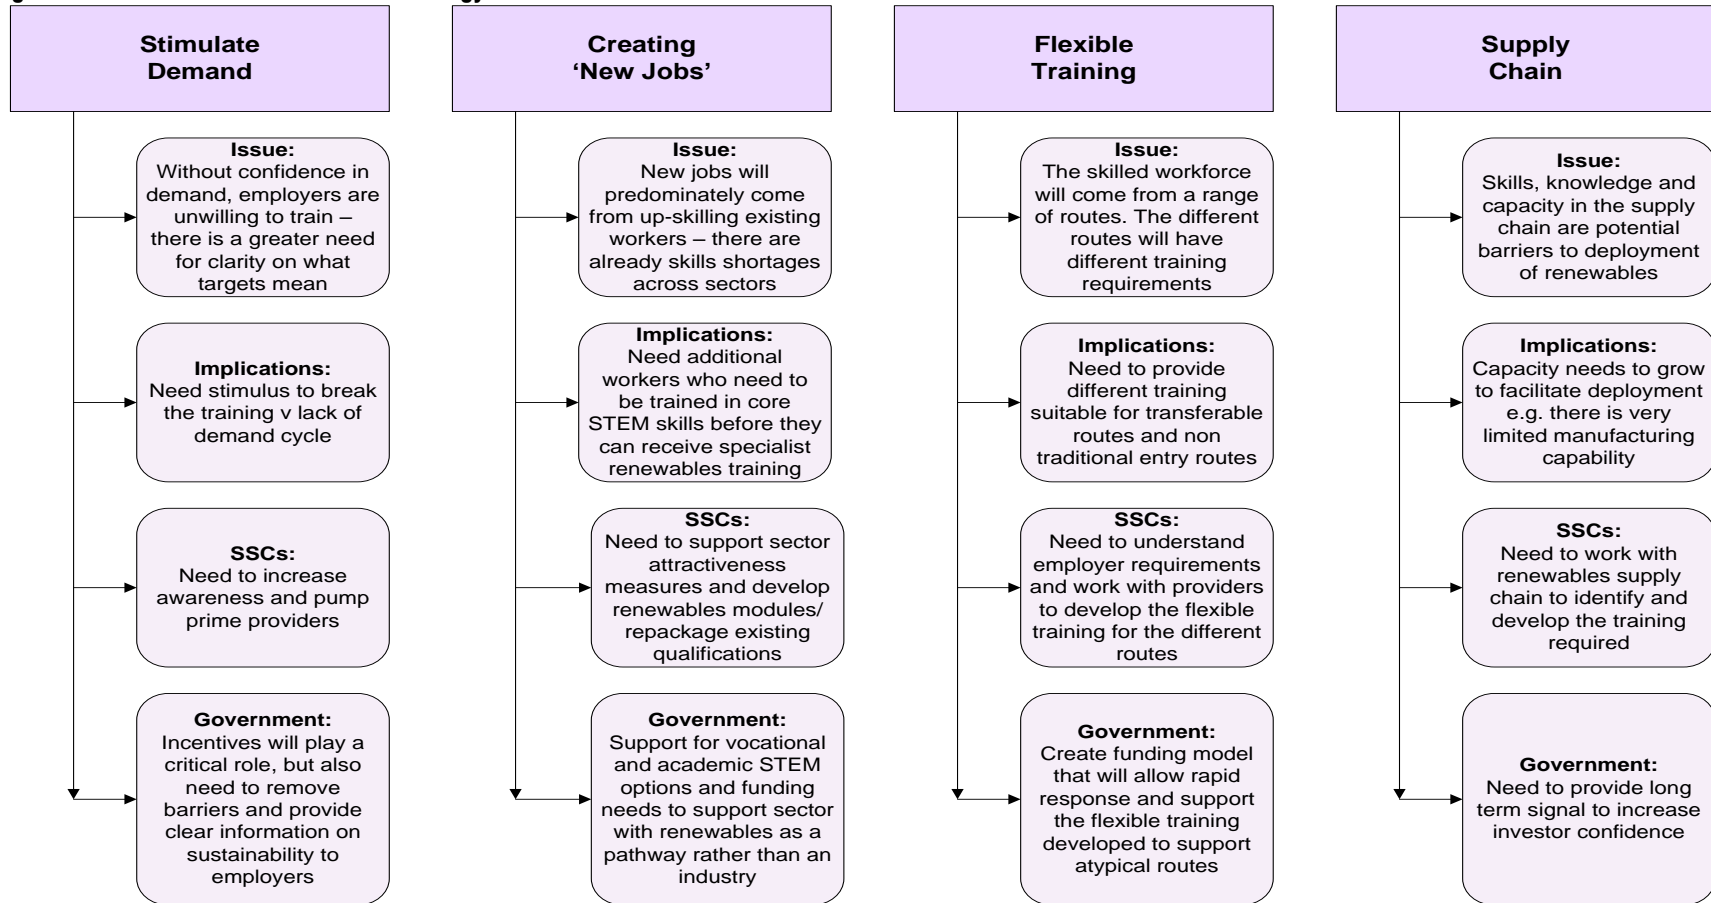 Stimulate
Demand
Issue:
Without confidence in
demand, employers are
unwilling to train –
there is a greater need
for clarity on what
targets mean
Implications:
Need stimulus to break
the training v lack of
demand cycle
SSCs:
Need to increase
awareness and pump
prime providers
Government:
Incentives will play a
critical role, but also
need to remove
barriers and provide
clear information on
sustainability to
employers
Creating
‘New Jobs’
Issue:
New jobs will
predominately come
from up-skilling existing
workers – there are
already skills shortages
across sectors
Implications:
Need additional
workers who need to
be trained in core
STEM skills before they
can receive specialist
renewables training
SSCs:
Need to support sector
attractiveness
measures and develop
renewables modules/
repackage existing
qualifications
Government:
Support for vocational
and academic STEM
options and funding
needs to support sector
with renewables as a
pathway rather than an
industry
Flexible
Training
Issue:
The skilled workforce
will come from a range
of routes. The different
routes will have
different training
requirements
Implications:
Need to provide
different training
suitable for transferable
routes and non
traditional entry routes
SSCs:
Need to understand
employer requirements
and work with providers
to develop the flexible
training for the different
routes
Government:
Create funding model
that will allow rapid
response and support
the flexible training
developed to support
atypical routes
Supply
Chain
Issue:
Skills, knowledge and
capacity in the supply
chain are potential
barriers to deployment
of renewables
Implications:
Capacity needs to grow
to facilitate deployment
e.g. there is very
limited manufacturing
capability
SSCs:
Need to work with
renewables supply
chain to identify and
develop the training
required
Government:
Need to provide long
term signal to increase
investor confidence